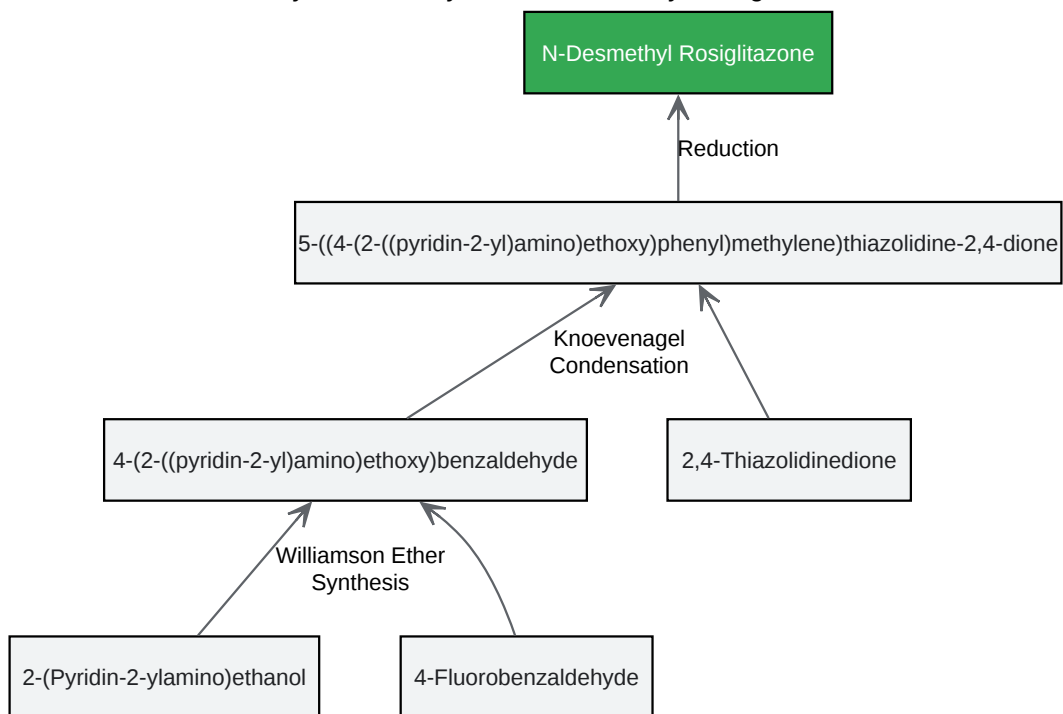 N-Desmethyl Rosiglitazone
Reduction
5-((4-(2-((pyridin-2-yl)amino)ethoxy)phenyl)methylene)thiazolidine-2,4-dione
Knoevenagel
Condensation
4-(2-((pyridin-2-yl)amino)ethoxy)benzaldehyde
2,4-Thiazolidinedione
Williamson Ether
Synthesis
2-(Pyridin-2-ylamino)ethanol
4-Fluorobenzaldehyde